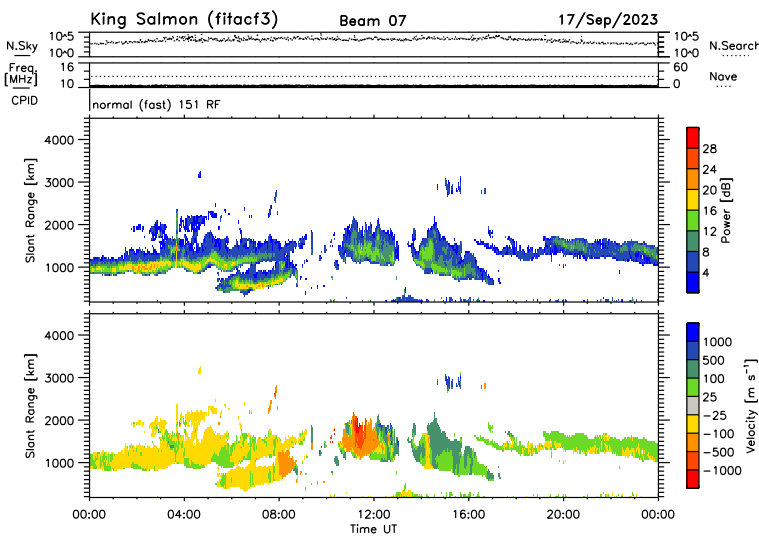 King Salmon (fitacf3) Beam 07 17/Sep/2023
N.Sky 10^5 10^0 10^5 10^0 N.Search
Freq [MHz] 16 10 60 0 Nave
CPID normal (fast) 151 RF
Slant Range [km] 4000 3000 2000 1000
Power [dB] 28 24 20 16 12 8 4
Slant Range [km] 4000 3000 2000 1000
Velocity [m s⁻¹] 1000 500 100 25 −25 −100 −500 −1000
00:00 04:00 08:00 12:00 16:00 20:00 00:00
Time UT